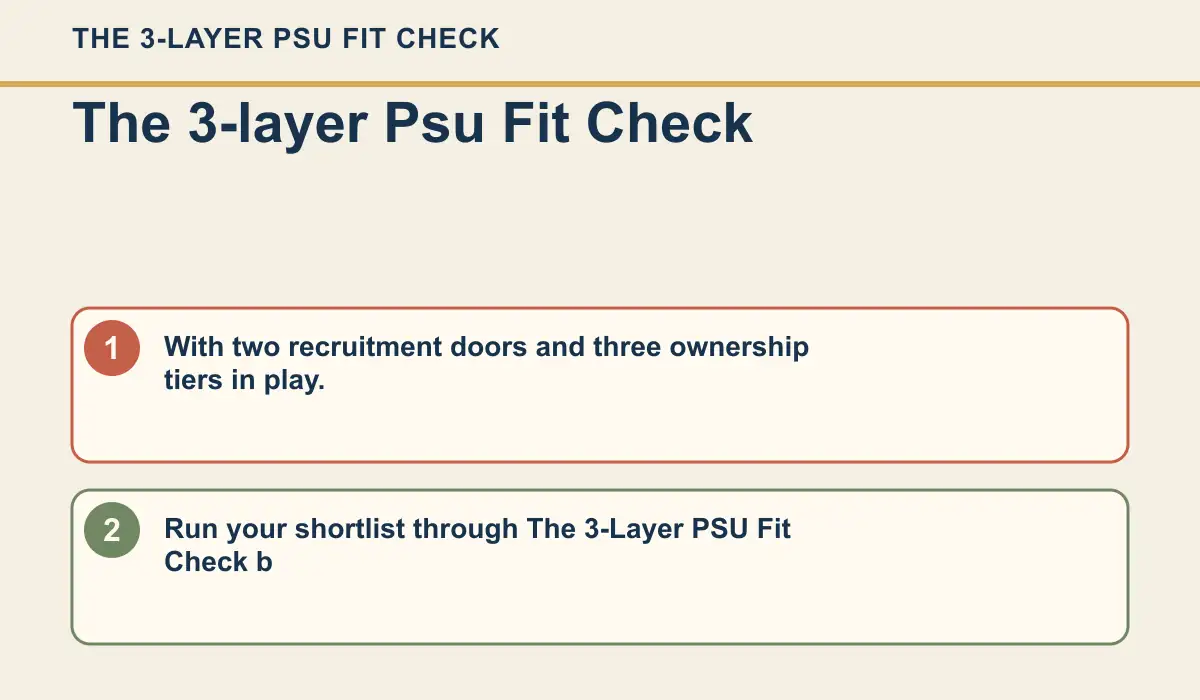 THE 3-LAYER PSU FIT CHECK
The 3-layer Psu Fit Check
1
With two recruitment doors and three ownership
tiers in play.
2
Run your shortlist through The 3-Layer PSU Fit
Check b